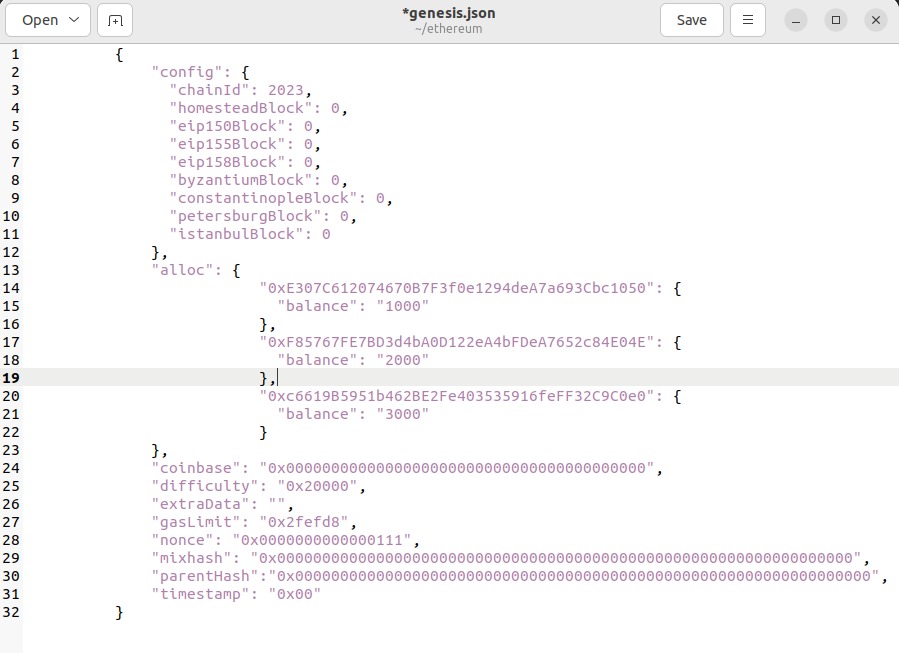 Open
*genesis.json
~/ethereum
Save
1 {
2 "config": {
3 "chainId": 2023,
4 "homesteadBlock": 0,
5 "eip150Block": 0,
6 "eip155Block": 0,
7 "eip158Block": 0,
8 "byzantiumBlock": 0,
9 "constantinopleBlock": 0,
10 "petersburgBlock": 0,
11 "istanbulBlock": 0
12 },
13 "alloc": {
14 "0xE307C612074670B7F3f0e1294deA7a693Cbc1050": {
15 "balance": "1000"
16 },
17 "0xF85767FE7BD3d4bA0D122eA4bFDeA7652c84E04E": {
18 "balance": "2000"
19 },
20 "0xc6619B5951b462BE2Fe403535916feFF32C9C0e0": {
21 "balance": "3000"
22 }
23 },
24 "coinbase": "0x0000000000000000000000000000000000000000",
25 "difficulty": "0x20000",
26 "extraData": "",
27 "gasLimit": "0x2fefd8",
28 "nonce": "0x0000000000000111",
29 "mixhash": "0x0000000000000000000000000000000000000000000000000000000000000000",
30 "parentHash":"0x0000000000000000000000000000000000000000000000000000000000000000",
31 "timestamp": "0x00"
32 }